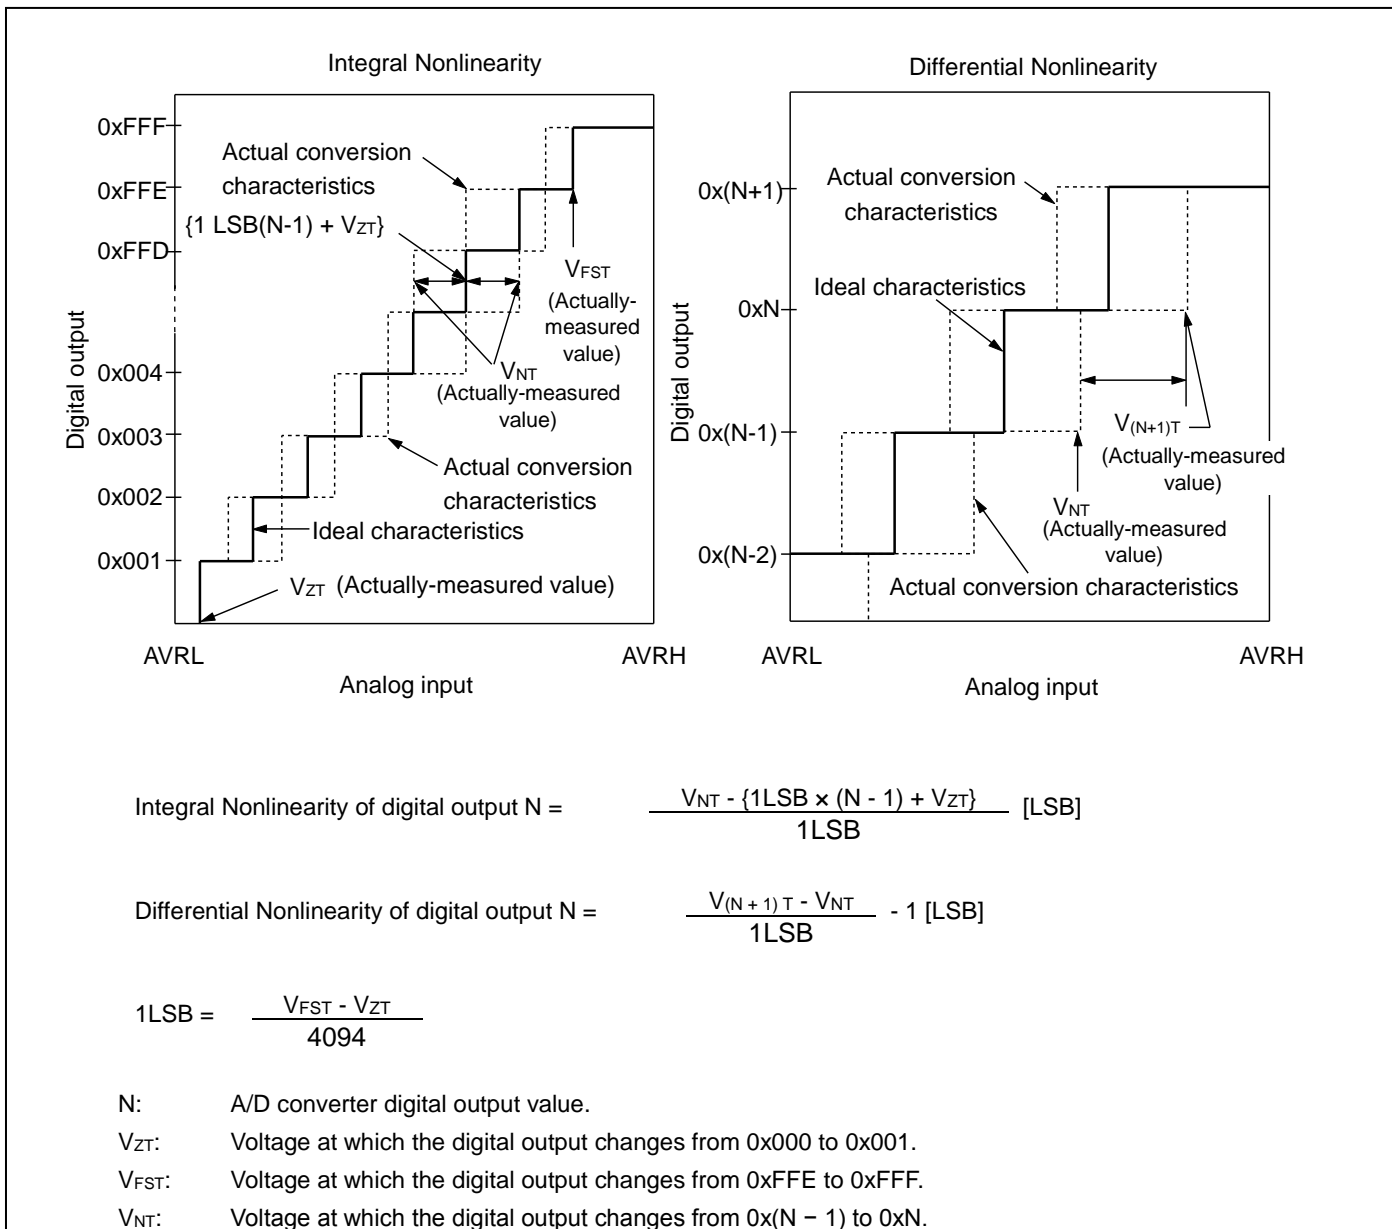 Integral Nonlinearity
0xFFF
0xFFE
0xFFD
0x004
0x003
0x002
0x001
Digital output
Actual conversion
characteristics
{1 LSB(N-1) + VZT}
VFST
(Actually-
measured
value)
VNT
(Actually-measured
value)
Actual conversion
characteristics
Ideal characteristics
VZT (Actually-measured value)
AVRL
AVRH
Analog input
Differential Nonlinearity
0x(N+1)
0xN
0x(N-1)
0x(N-2)
Digital output
Actual conversion
characteristics
Ideal characteristics
V(N+1)T
(Actually-measured
value)
VNT
(Actually-measured
value)
Actual conversion characteristics
AVRL
AVRH
Analog input
Integral Nonlinearity of digital output N =
VNT - {1LSB × (N - 1) + VZT}
1LSB
[LSB]
Differential Nonlinearity of digital output N =
V(N + 1) T - VNT
1LSB
- 1 [LSB]
1LSB =
VFST - VZT
4094
N: A/D converter digital output value.
VZT: Voltage at which the digital output changes from 0x000 to 0x001.
VFST: Voltage at which the digital output changes from 0xFFE to 0xFFF.
VNT: Voltage at which the digital output changes from 0x(N − 1) to 0xN.